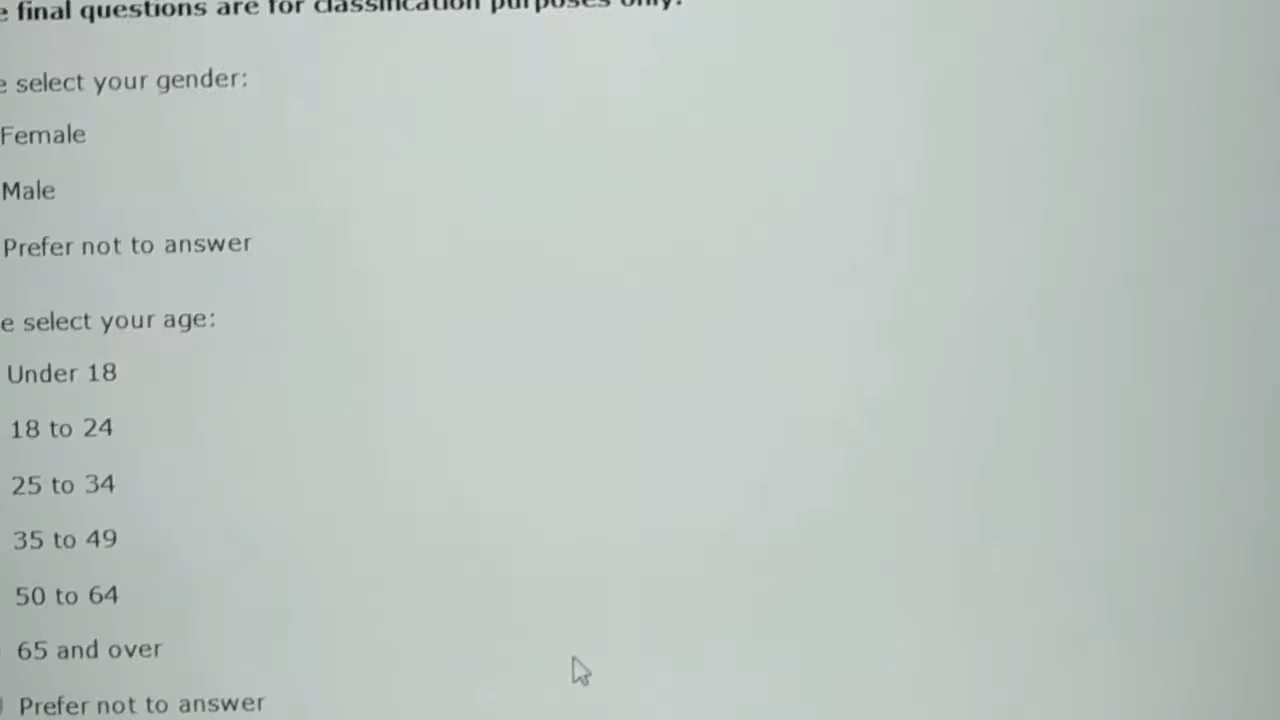 e final questions are for classification purposes only.
e select your gender:
Female
Male
Prefer not to answer
e select your age:
Under 18
18 to 24
25 to 34
35 to 49
50 to 64
65 and over
Prefer not to answer